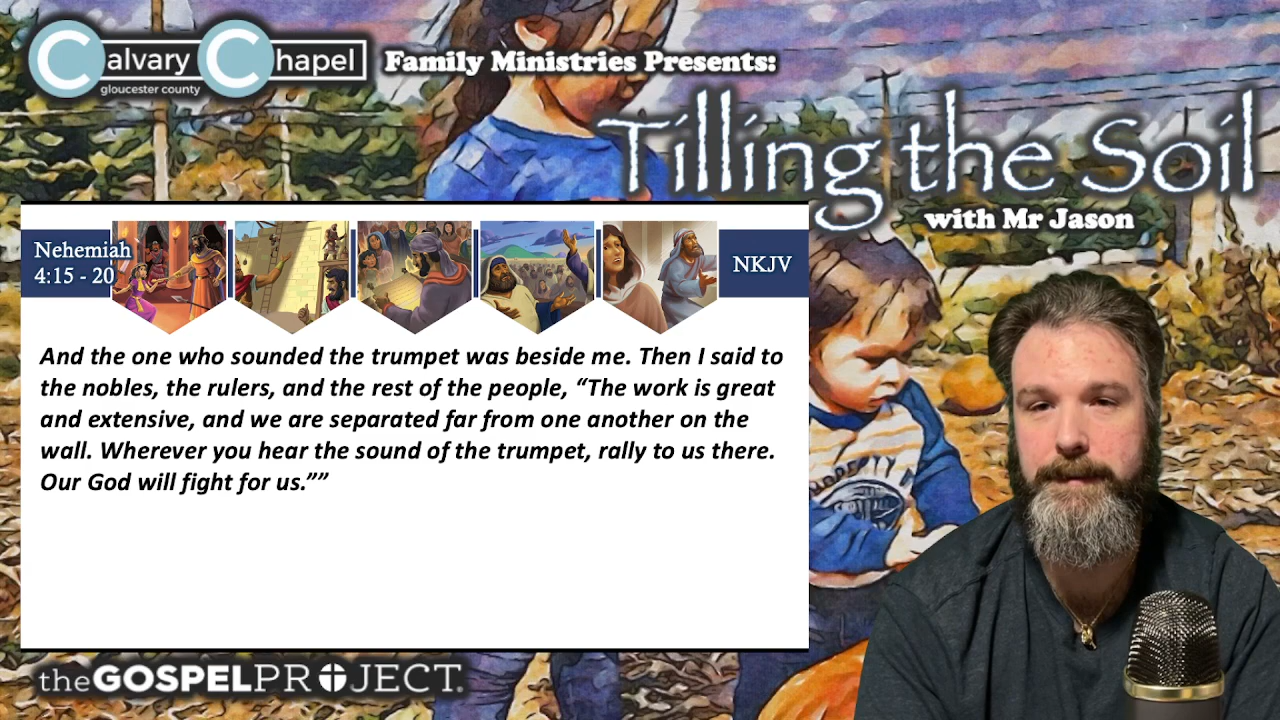 Calvary Chapel
gloucester county
Family Ministries Presents:
Tilling the Soil
with Mr Jason
Nehemiah
4:15 - 20
NKJV
And the one who sounded the trumpet was beside me. Then I said to
the nobles, the rulers, and the rest of the people, “The work is great
and extensive, and we are separated far from one another on the
wall. Wherever you hear the sound of the trumpet, rally to us there.
Our God will fight for us.””
theGOSPELPROJECT.